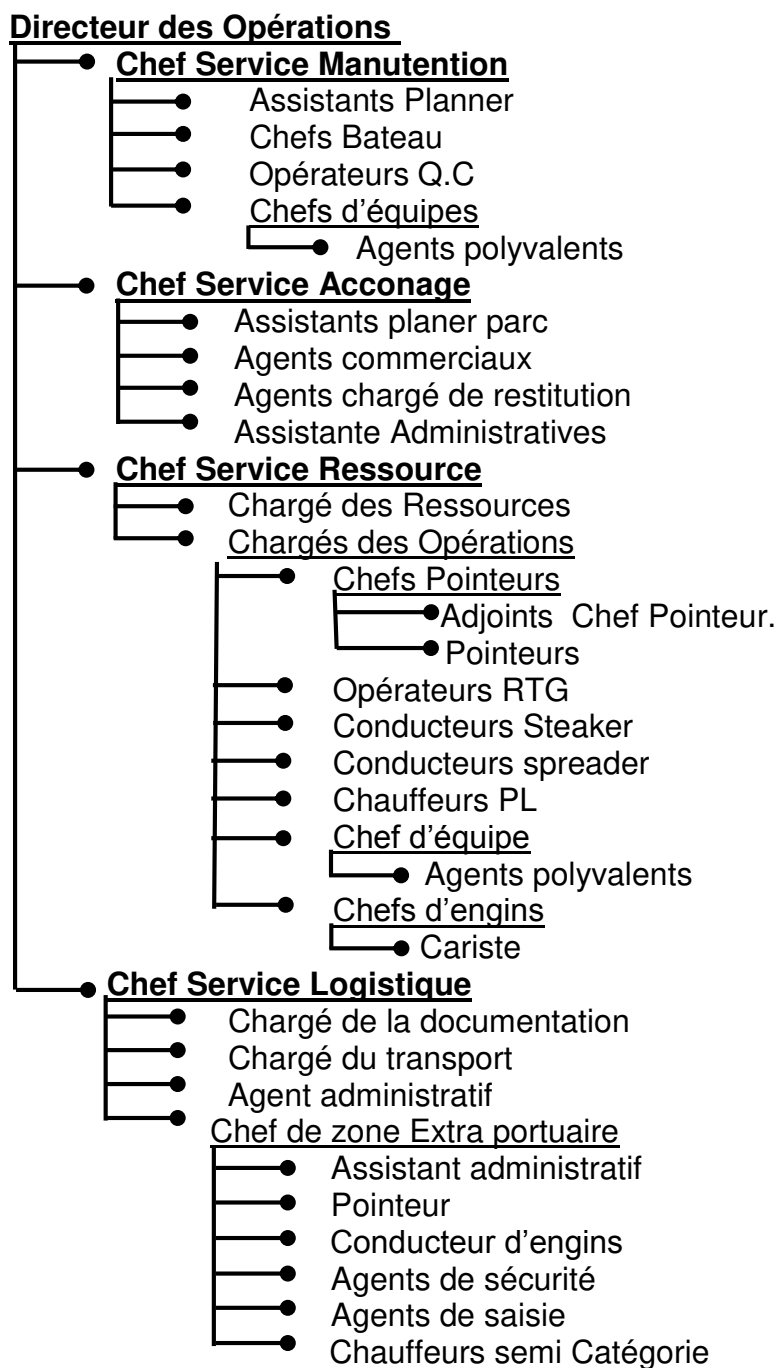 Directeur des Opérations
Chef Service Manutention
Assistants Planner
Chefs Bateau
Opérateurs Q.C
Chefs d'équipes
Agents polyvalents
Chef Service Acconage
Assistants planer parc
Agents commerciaux
Agents chargé de restitution
Assistante Administratives
Chef Service Ressource
Chargé des Ressources
Chargés des Opérations
Chefs Pointeurs
Adjoints Chef Pointeur.
Pointeurs
Opérateurs RTG
Conducteurs Steaker
Conducteurs spreader
Chauffeurs PL
Chef d'équipe
Agents polyvalents
Chefs d'engins
Cariste
Chef Service Logistique
Chargé de la documentation
Chargé du transport
Agent administratif
Chef de zone Extra portuaire
Assistant administratif
Pointeur
Conducteur d'engins
Agents de sécurité
Agents de saisie
Chauffeurs semi Catégorie